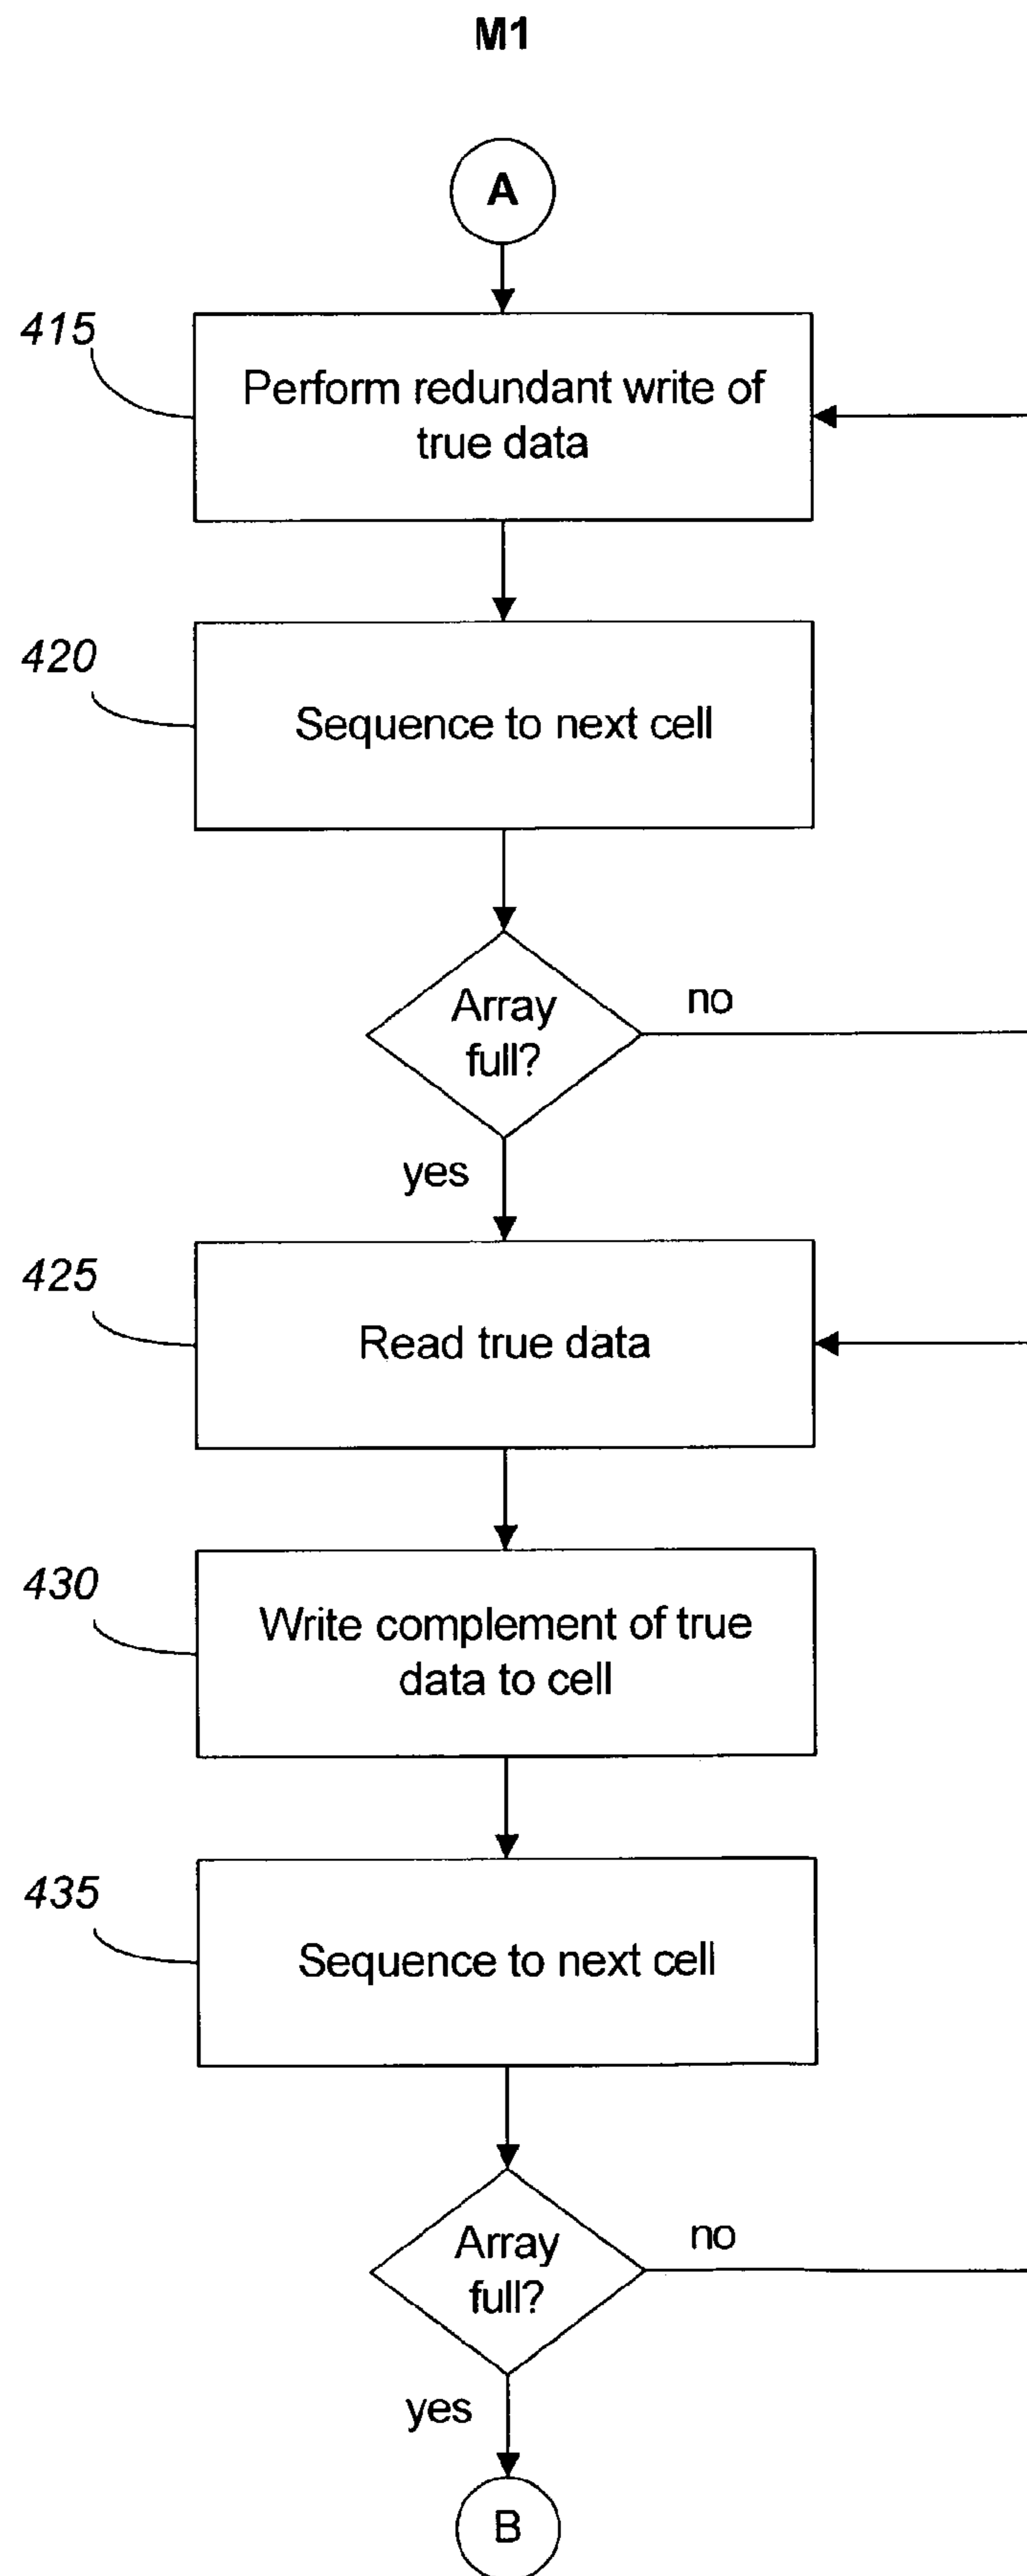 M1
A
415
Perform redundant write of
true data
420
Sequence to next cell
Array
full?
no
yes
425
Read true data
430
Write complement of true
data to cell
435
Sequence to next cell
Array
full?
no
yes
B